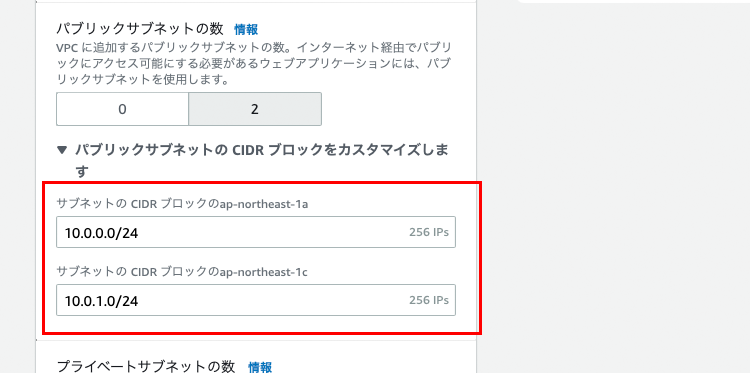 パブリックサブネットの数 情報
VPC に追加するパブリックサブネットの数。インターネット経由でパブ
リックにアクセス可能にする必要があるウェブアプリケーションには、パブ
リックサブネットを使用します。
0 2
▼ パブリックサブネットの CIDR ブロックをカスタマイズしま
す
サブネットの CIDR ブロックのap-northeast-1a
10.0.0.0/24 256 IPs
サブネットの CIDR ブロックのap-northeast-1c
10.0.1.0/24 256 IPs
プライベートサブネットの数 情報